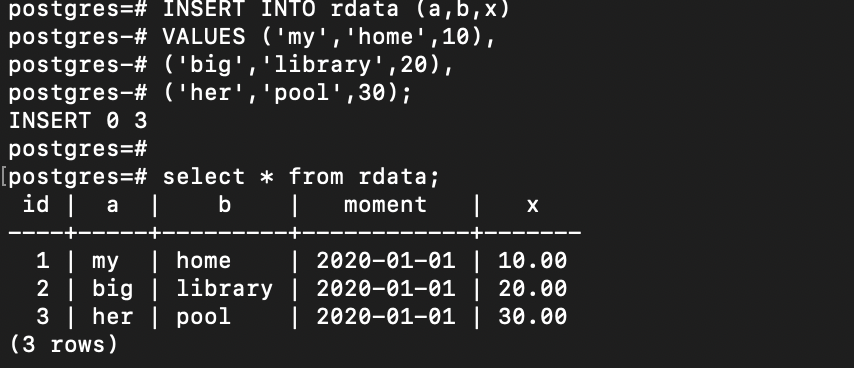 postgres=# INSERT INTO rdata (a,b,x)
postgres-# VALUES ('my','home',10),
postgres-# ('big','library',20),
postgres-# ('her','pool',30);
INSERT 0 3
postgres=#
[postgres=# select * from rdata;
 id |  a  |    b    |   moment   |   x
----+-----+---------+------------+-------
  1 | my  | home    | 2020-01-01 | 10.00
  2 | big | library | 2020-01-01 | 20.00
  3 | her | pool    | 2020-01-01 | 30.00
(3 rows)